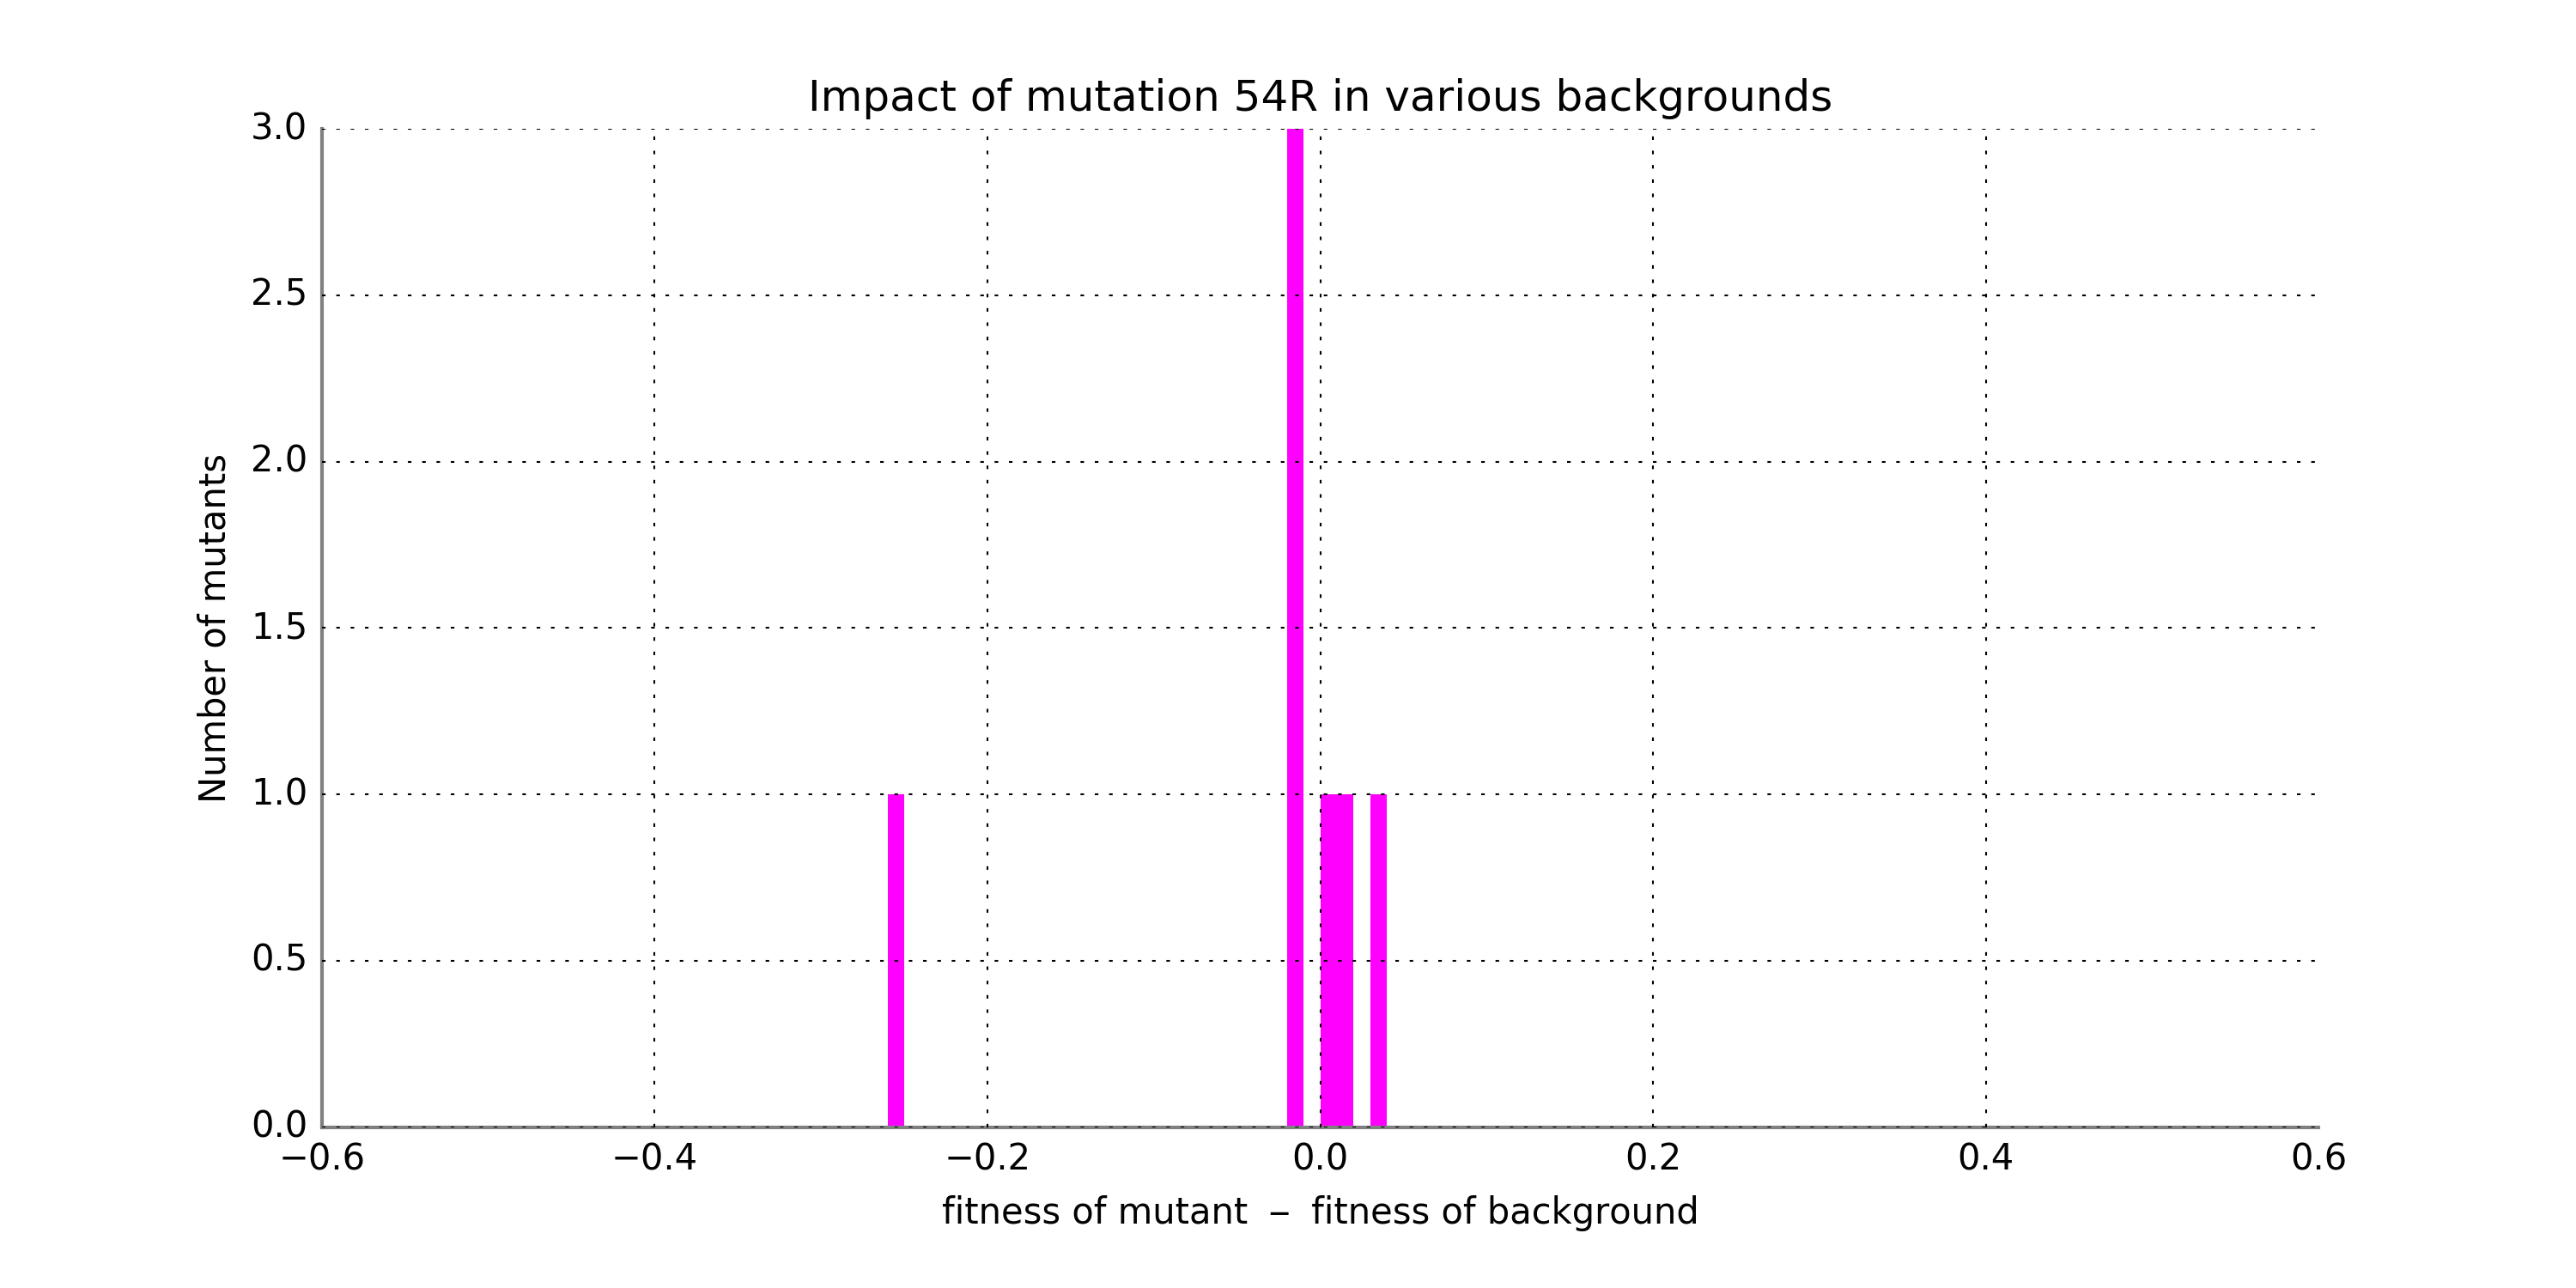 Impact of mutation 54R in various backgrounds
3.0
2.5
2.0
1.5
1.0
0.5
0.0
Number of mutants
−0.6 −0.4 −0.2 0.0 0.2 0.4 0.6
fitness of mutant − fitness of background